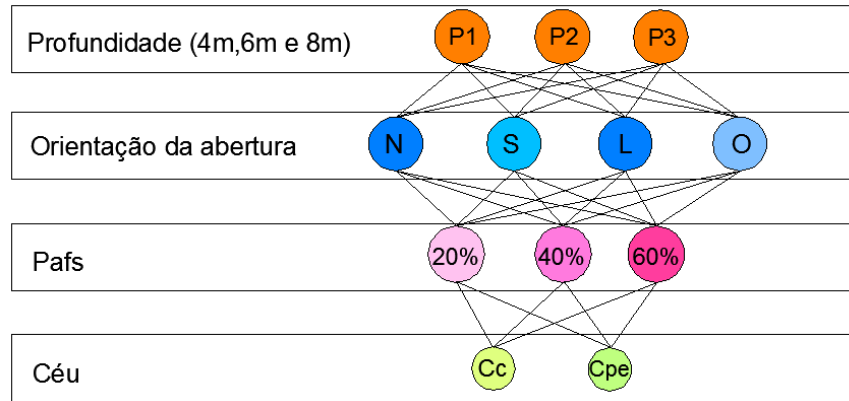 Profundidade (4m,6m e 8m)
P1 P2 P3
Orientação da abertura
N S L O
Pafs
20% 40% 60%
Céu
Cc Cpe